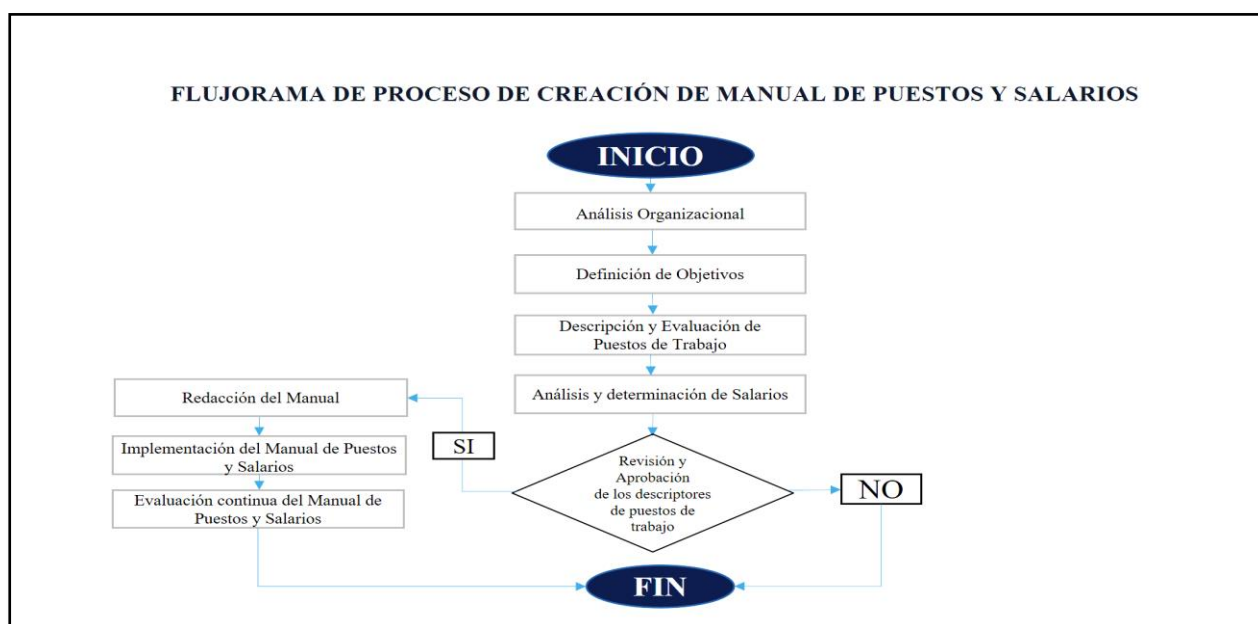 FLUJORAMA DE PROCESO DE CREACIÓN DE MANUAL DE PUESTOS Y SALARIOS
INICIO
Análisis Organizacional
Definición de Objetivos
Descripción y Evaluación de
Puestos de Trabajo
Análisis y determinación de Salarios
Revisión y
Aprobación
de los descriptores
de puestos de
trabajo
SI
Redacción del Manual
Implementación del Manual de Puestos
y Salarios
Evaluación continua del Manual de
Puestos y Salarios
NO
FIN